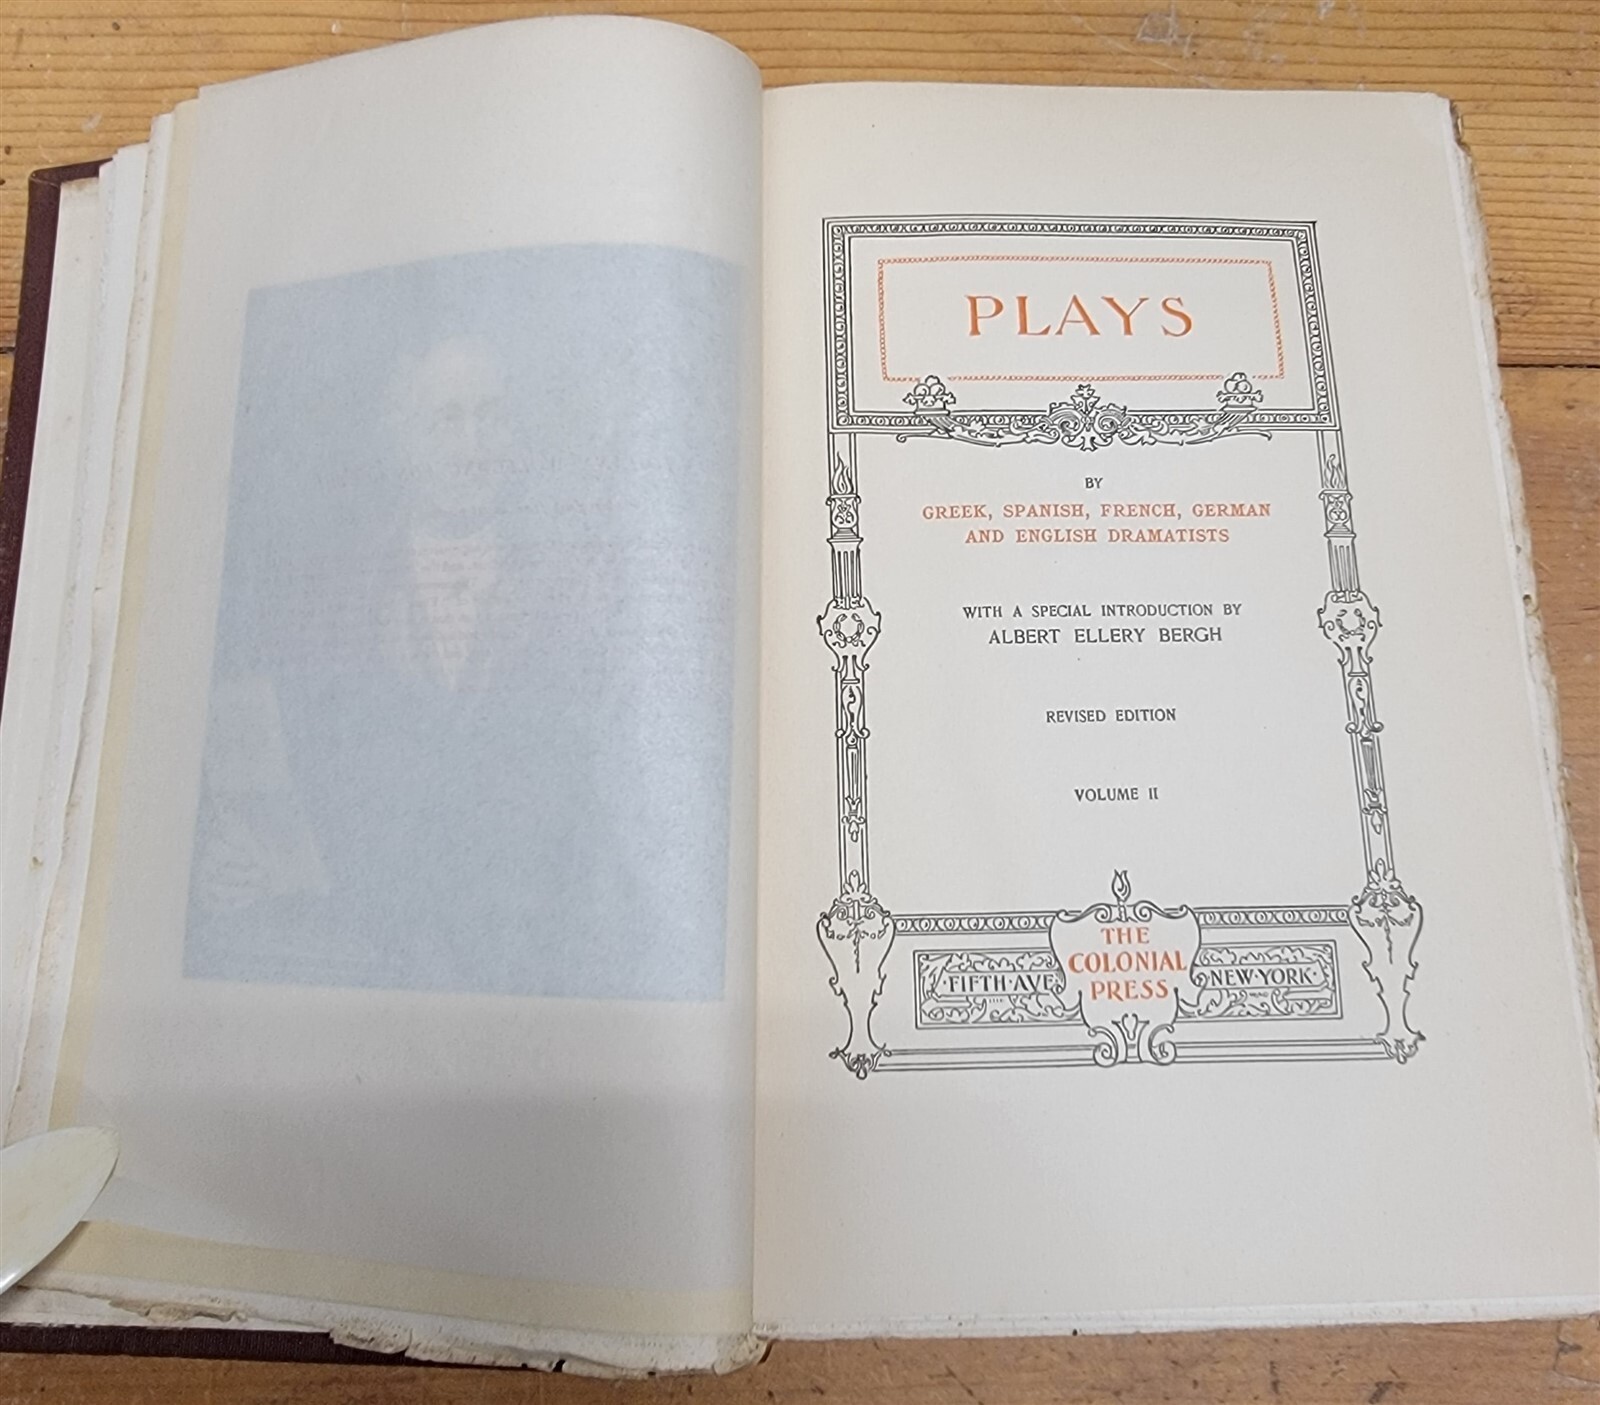 PLAYS
BY
GREEK, SPANISH, FRENCH, GERMAN
AND ENGLISH DRAMATISTS
WITH A SPECIAL INTRODUCTION BY
ALBERT ELLERY BERGH
REVISED EDITION
VOLUME II
THE
COLONIAL
PRESS
·FIFTH·AVE·
NEW·YORK·